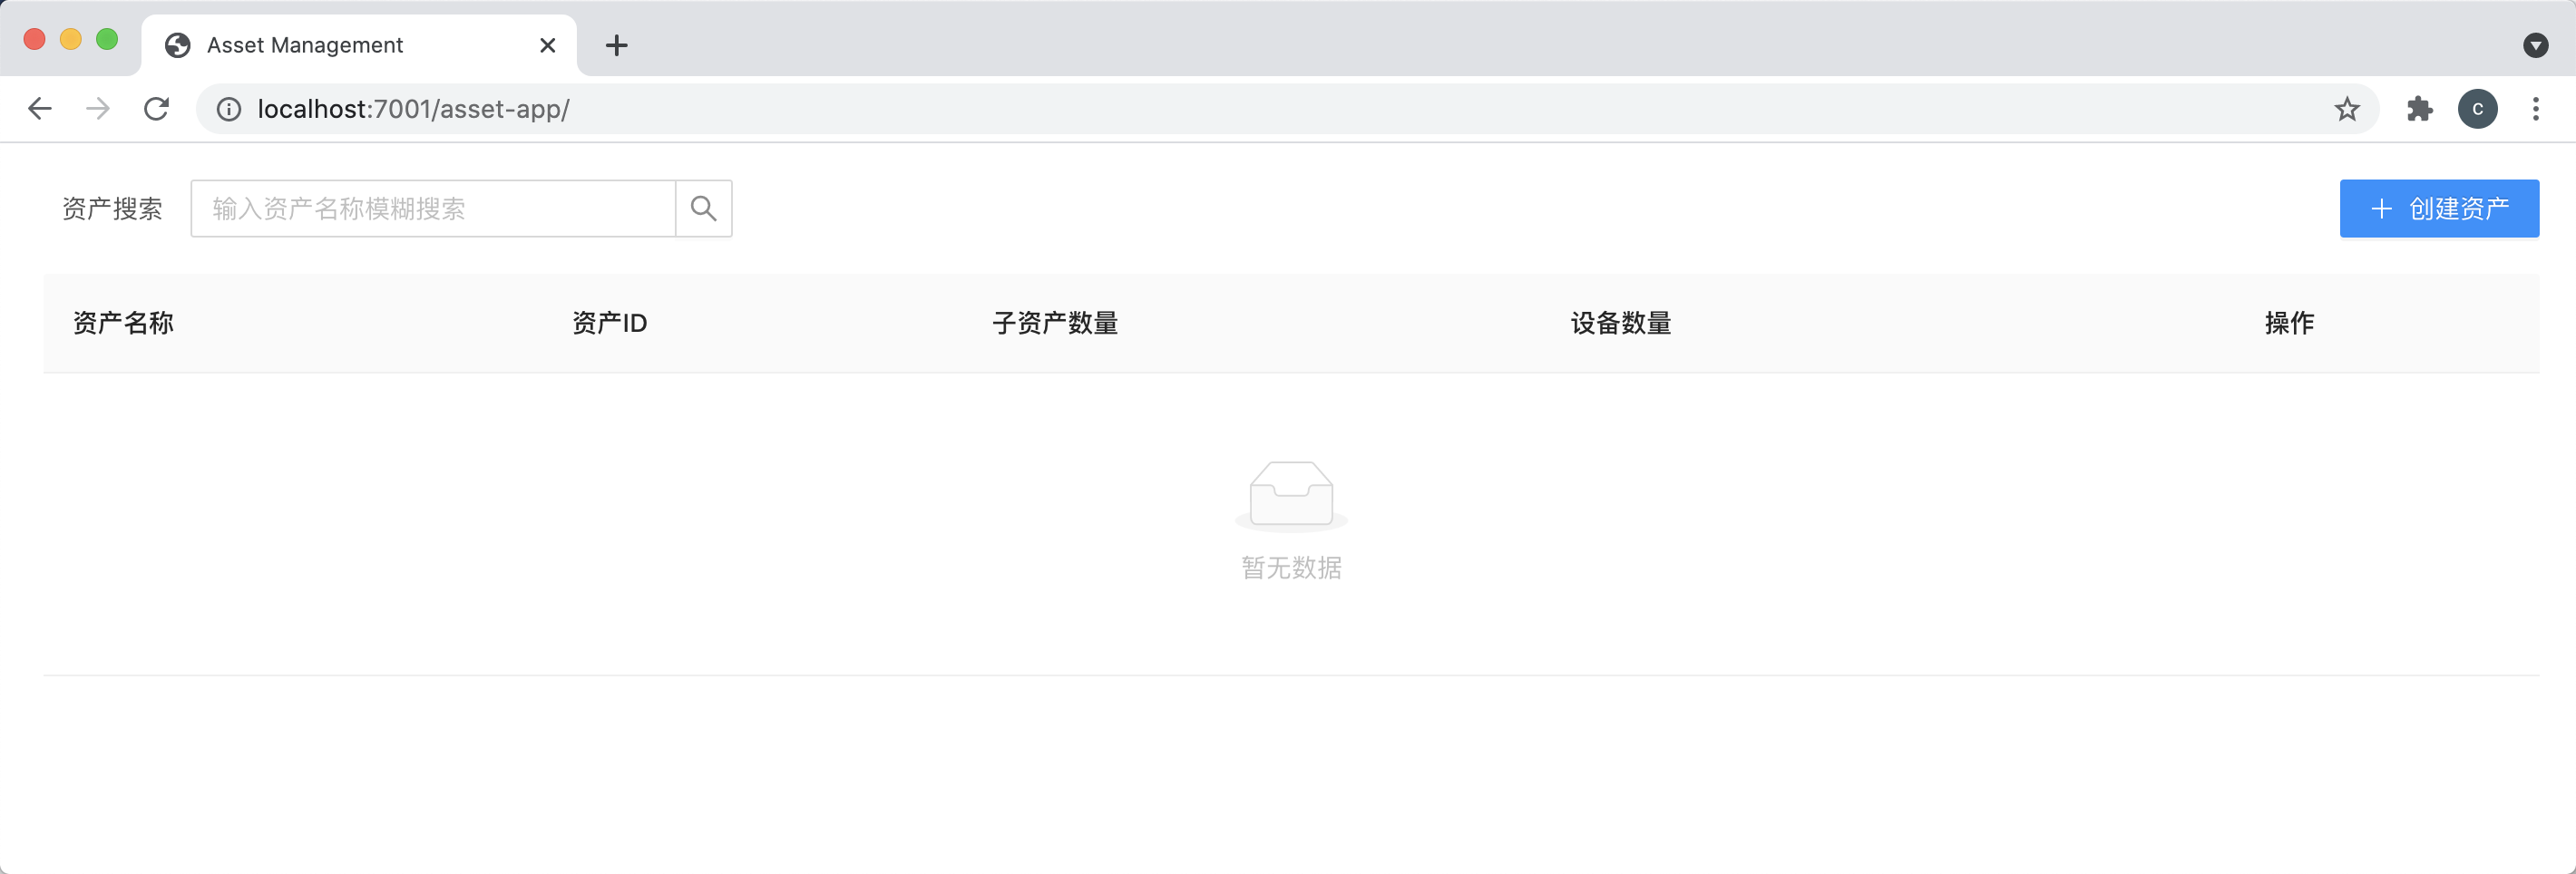 Asset Management
localhost:7001/asset-app/
C
资产搜索 输入资产名称模糊搜索 创建资产
资产名称 资产ID 子资产数量 设备数量 操作
暂无数据